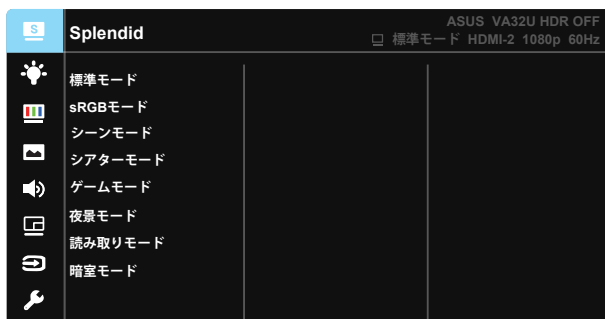 S
Splendid
ASUS VA32U HDR OFF
標準モード HDMI-2 1080p 60Hz
標準モード
sRGBモード
シーンモード
シアターモード
ゲームモード
夜景モード
読み取りモード
暗室モード